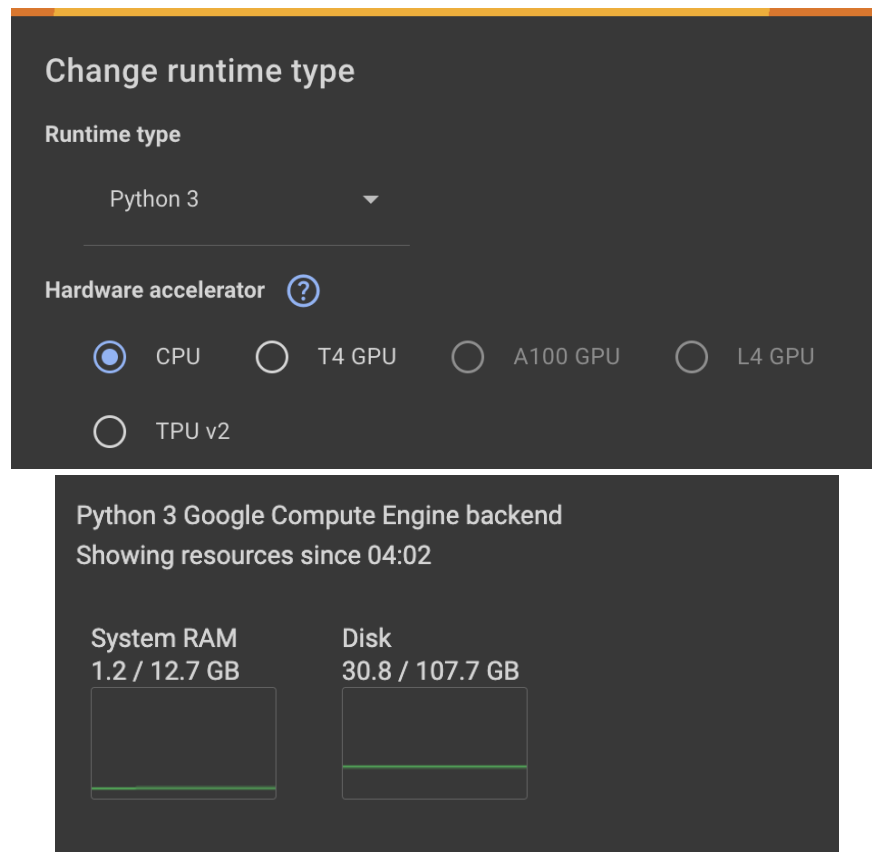 Change runtime type
Runtime type
Python 3
Hardware accelerator ?
CPU T4 GPU A100 GPU L4 GPU
TPU v2
Python 3 Google Compute Engine backend
Showing resources since 04:02
System RAM Disk
1.2 / 12.7 GB 30.8 / 107.7 GB